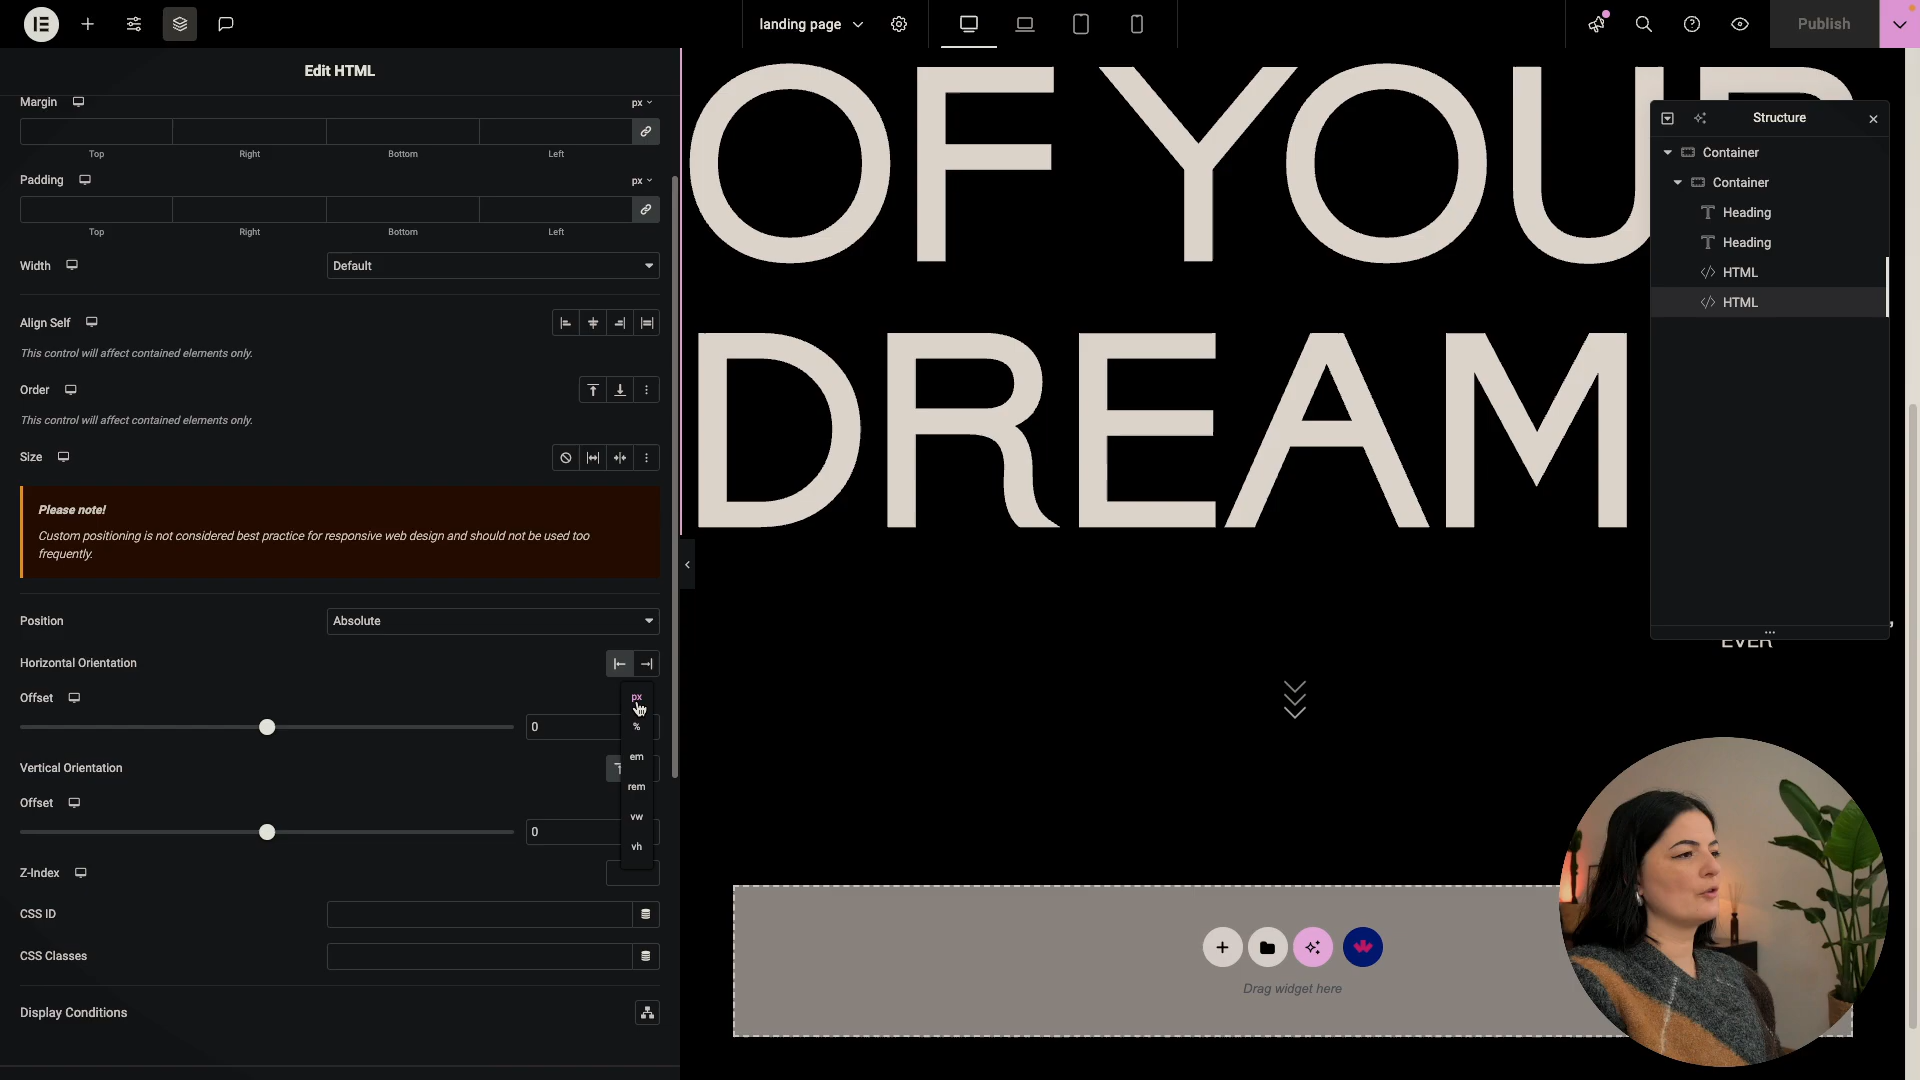 landing page
Publish
Edit HTML
Margin
px
Top Right Bottom Left
Padding
px
Top Right Bottom Left
Width
Default
Align Self
This control will affect contained elements only.
Order
This control will affect contained elements only.
Size
Please note!
Custom positioning is not considered best practice for responsive web design and should not be used too
frequently.
Position
Absolute
Horizontal Orientation
Offset
px
0
%
em
Vertical Orientation
rem
Offset
vw
0
vh
Z-Index
CSS ID
CSS Classes
Display Conditions
OF YOUR
DREAM
EVER
Structure
Container
Container
Heading
Heading
HTML
HTML
Drag widget here